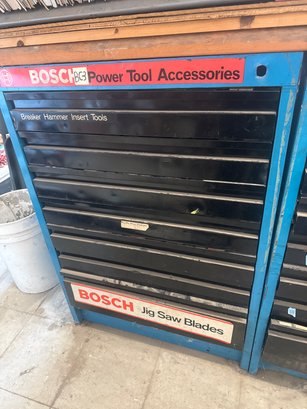 BOSCH Power Tool Accessories
Breaker Hammer Insert Tools
BOSCH Jig Saw Blades